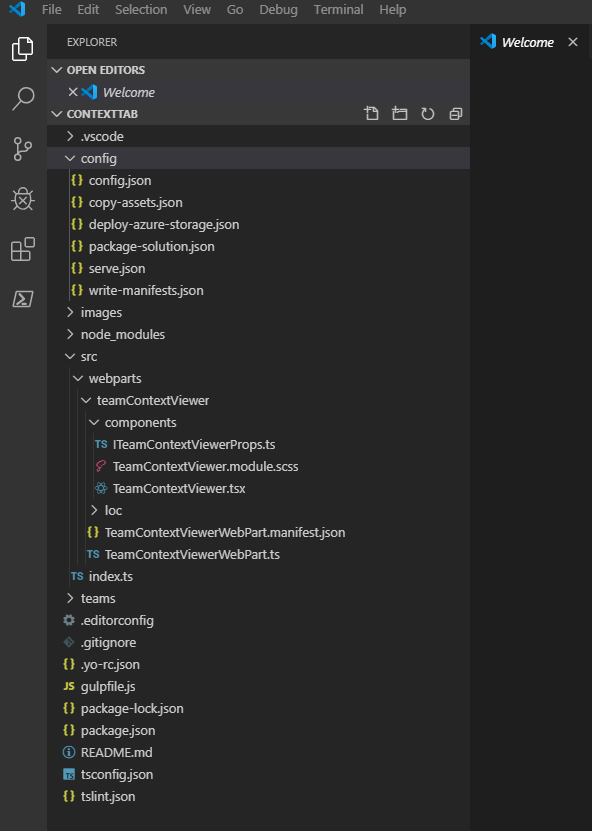 File Edit Selection View Go Debug Terminal Help
EXPLORER
Welcome
OPEN EDITORS
Welcome
CONTEXTTAB
.vscode
config
{} config.json
{} copy-assets.json
{} deploy-azure-storage.json
{} package-solution.json
{} serve.json
{} write-manifests.json
images
node_modules
src
webparts
teamContextViewer
components
TS ITeamContextViewerProps.ts
TeamContextViewer.module.scss
TeamContextViewer.tsx
loc
{} TeamContextViewerWebPart.manifest.json
TS TeamContextViewerWebPart.ts
TS index.ts
teams
.editorconfig
.gitignore
{} .yo-rc.json
JS gulpfile.js
{} package-lock.json
{} package.json
README.md
TS tsconfig.json
{} tslint.json